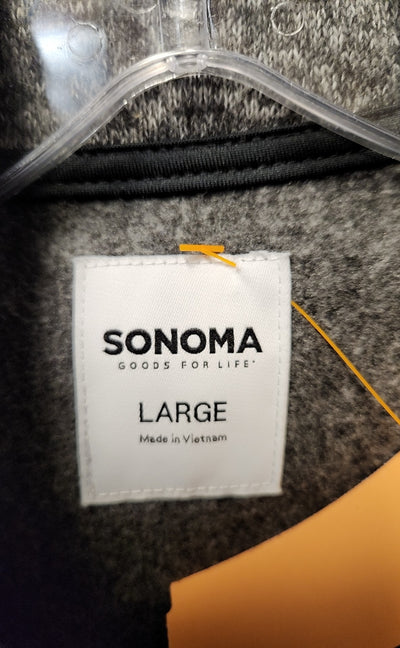 SONOMA
GOODS FOR LIFE
LARGE
Made in Vietnam